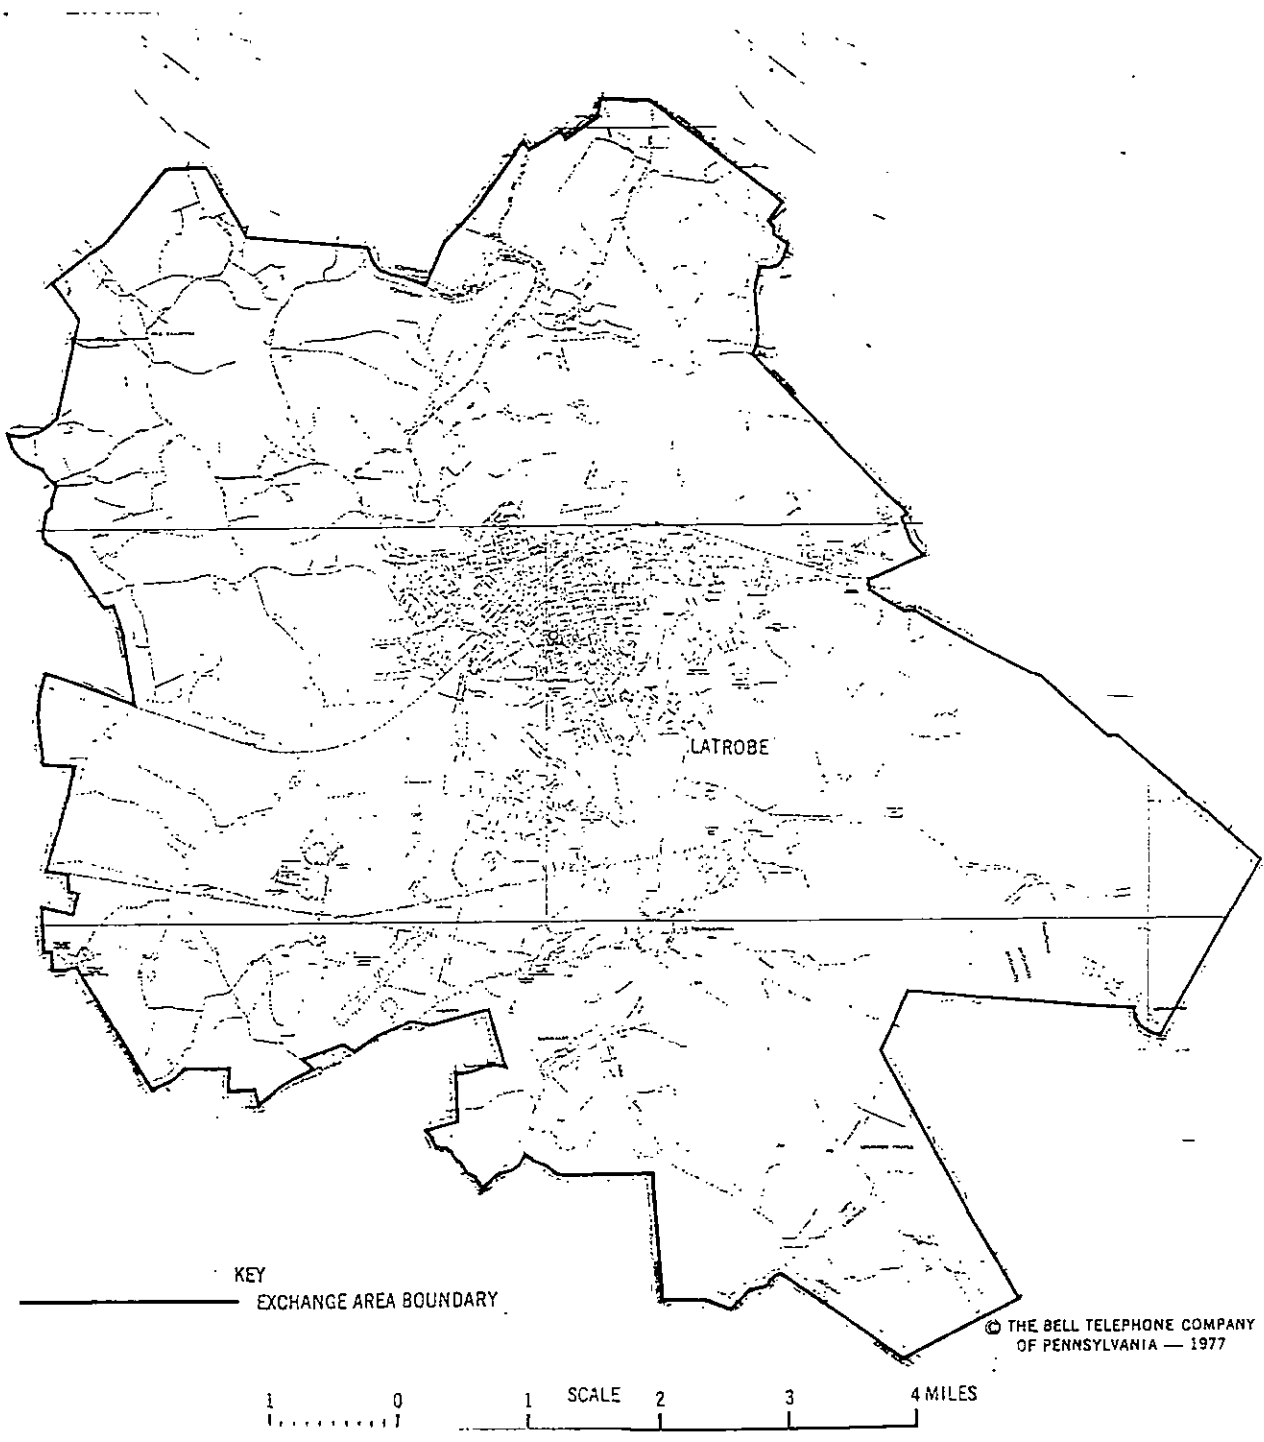 LATROBE
KEY
EXCHANGE AREA BOUNDARY
© THE BELL TELEPHONE COMPANY
OF PENNSYLVANIA — 1977
1 0 1 SCALE 2 3 4 MILES